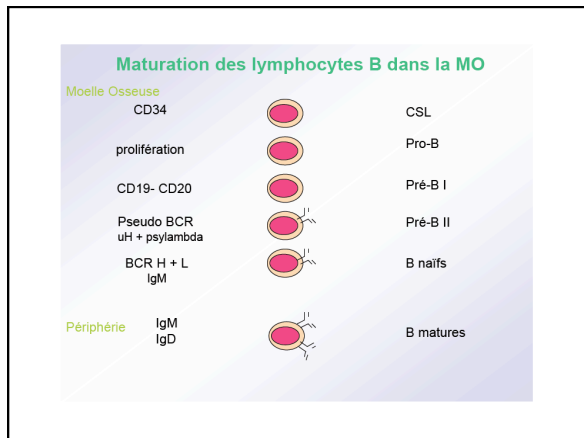 Maturation des lymphocytes B dans la MO
Moelle Osseuse
CD34
CSL
prolifération
Pro-B
CD19- CD20
Pré-B I
Pseudo BCR
uH + psylambda
Pré-B II
BCR H + L
IgM
B naïfs
Périphérie
IgM
IgD
B matures